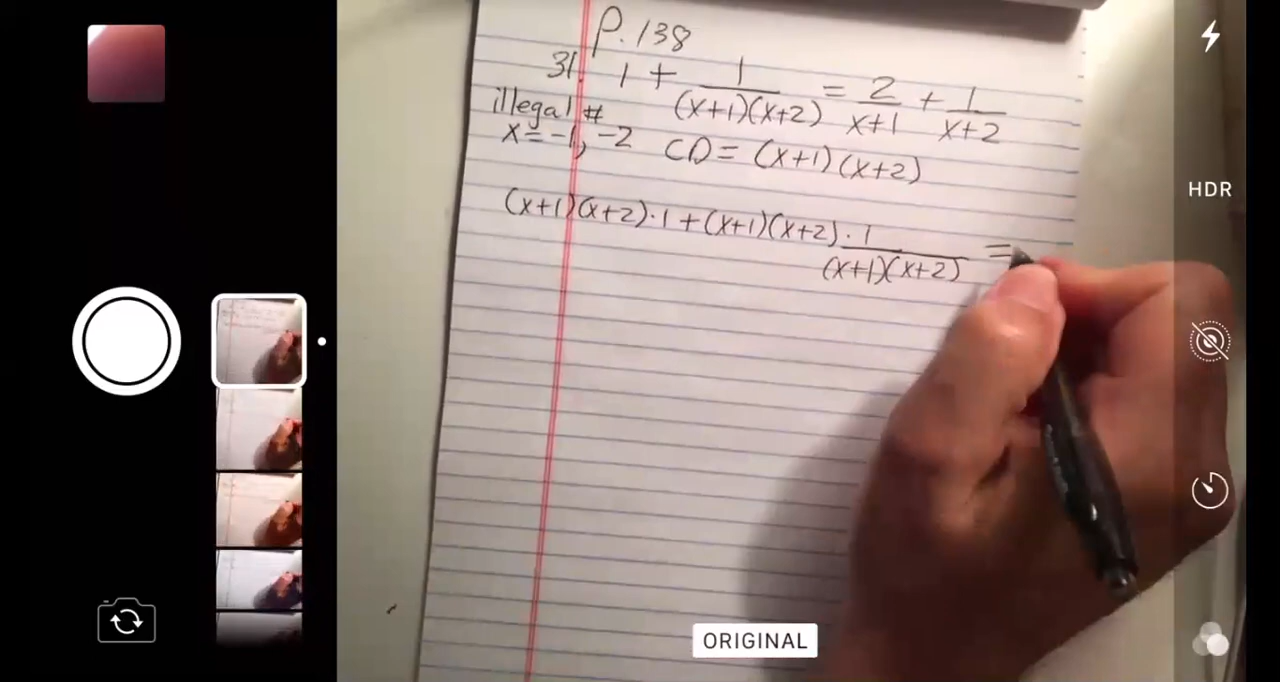 P. 138
31. 1 + 1/((x+1)(x+2)) = 2/(x+1) + 1/(x+2)
illegal #
x = -1, -2 CD = (x+1)(x+2)
(x+1)(x+2)·1 + (x+1)(x+2)·1/((x+1)(x+2)) =
HDR
ORIGINAL